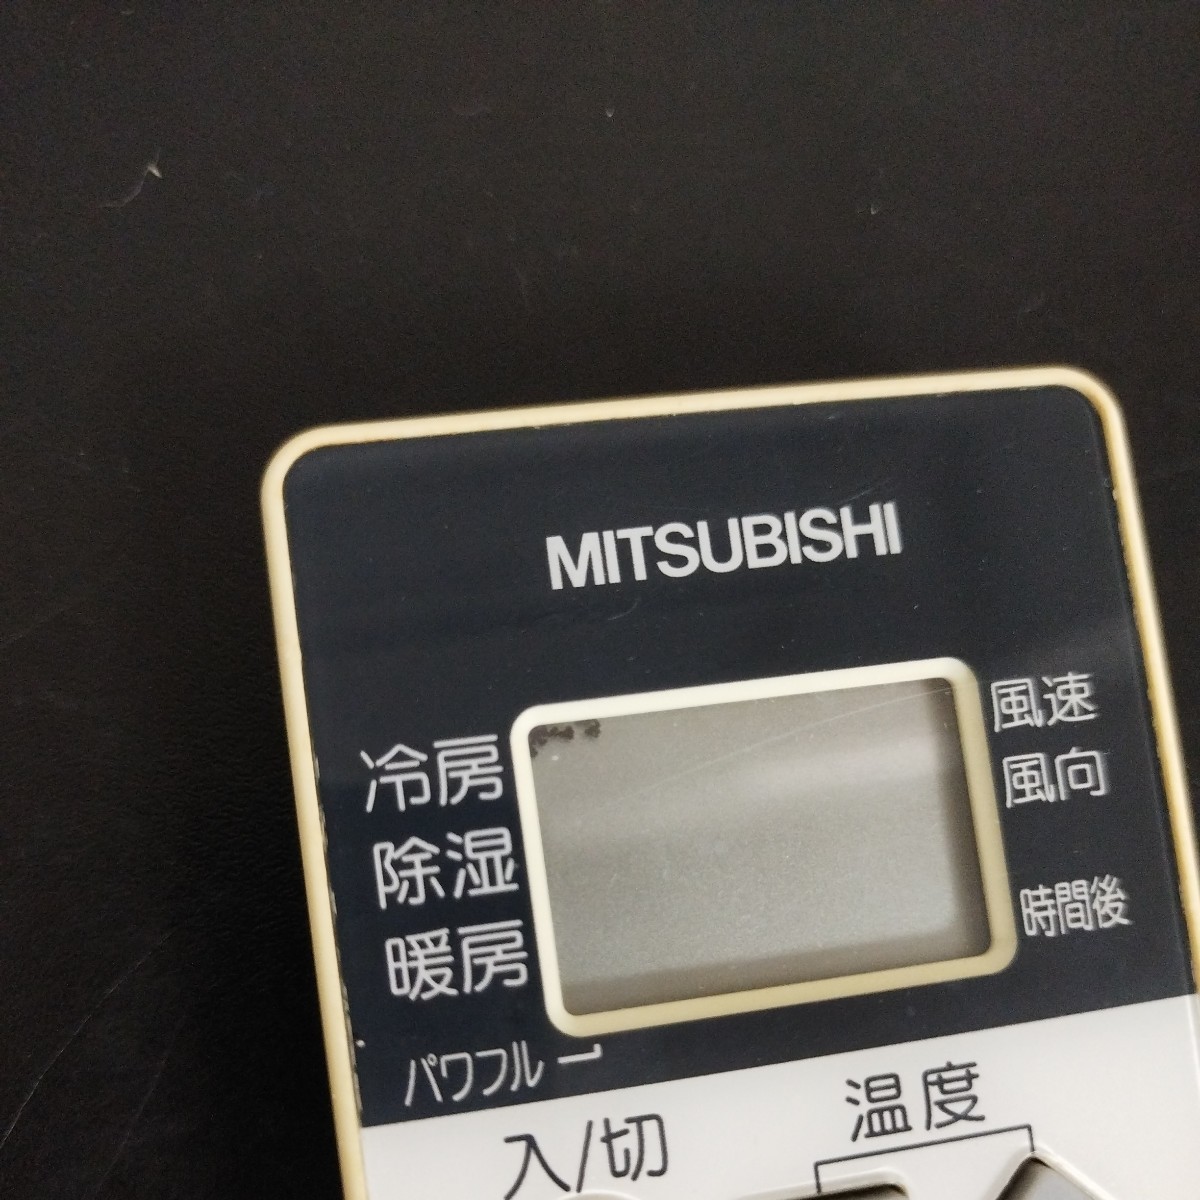 MITSUBISHI
冷房
除湿
暖房
パワフル
風速
風向
時間後
入/切
温度